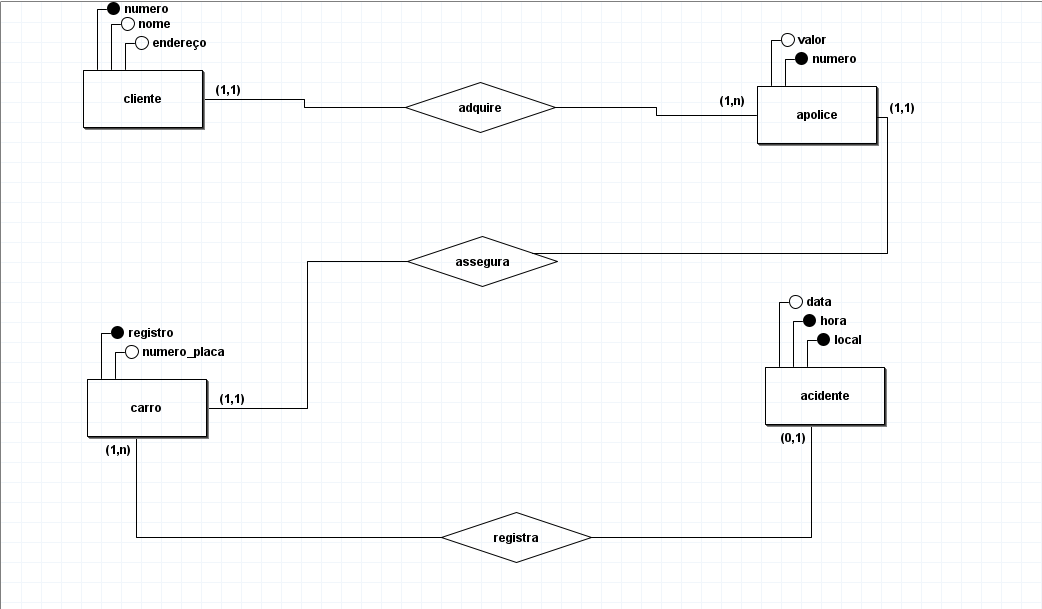 numero
nome
endereço
cliente
(1,1)
adquire
(1,n)
valor
numero
apolice
(1,1)
assegura
registro
numero_placa
carro
(1,1)
(1,n)
data
hora
local
acidente
(0,1)
registra